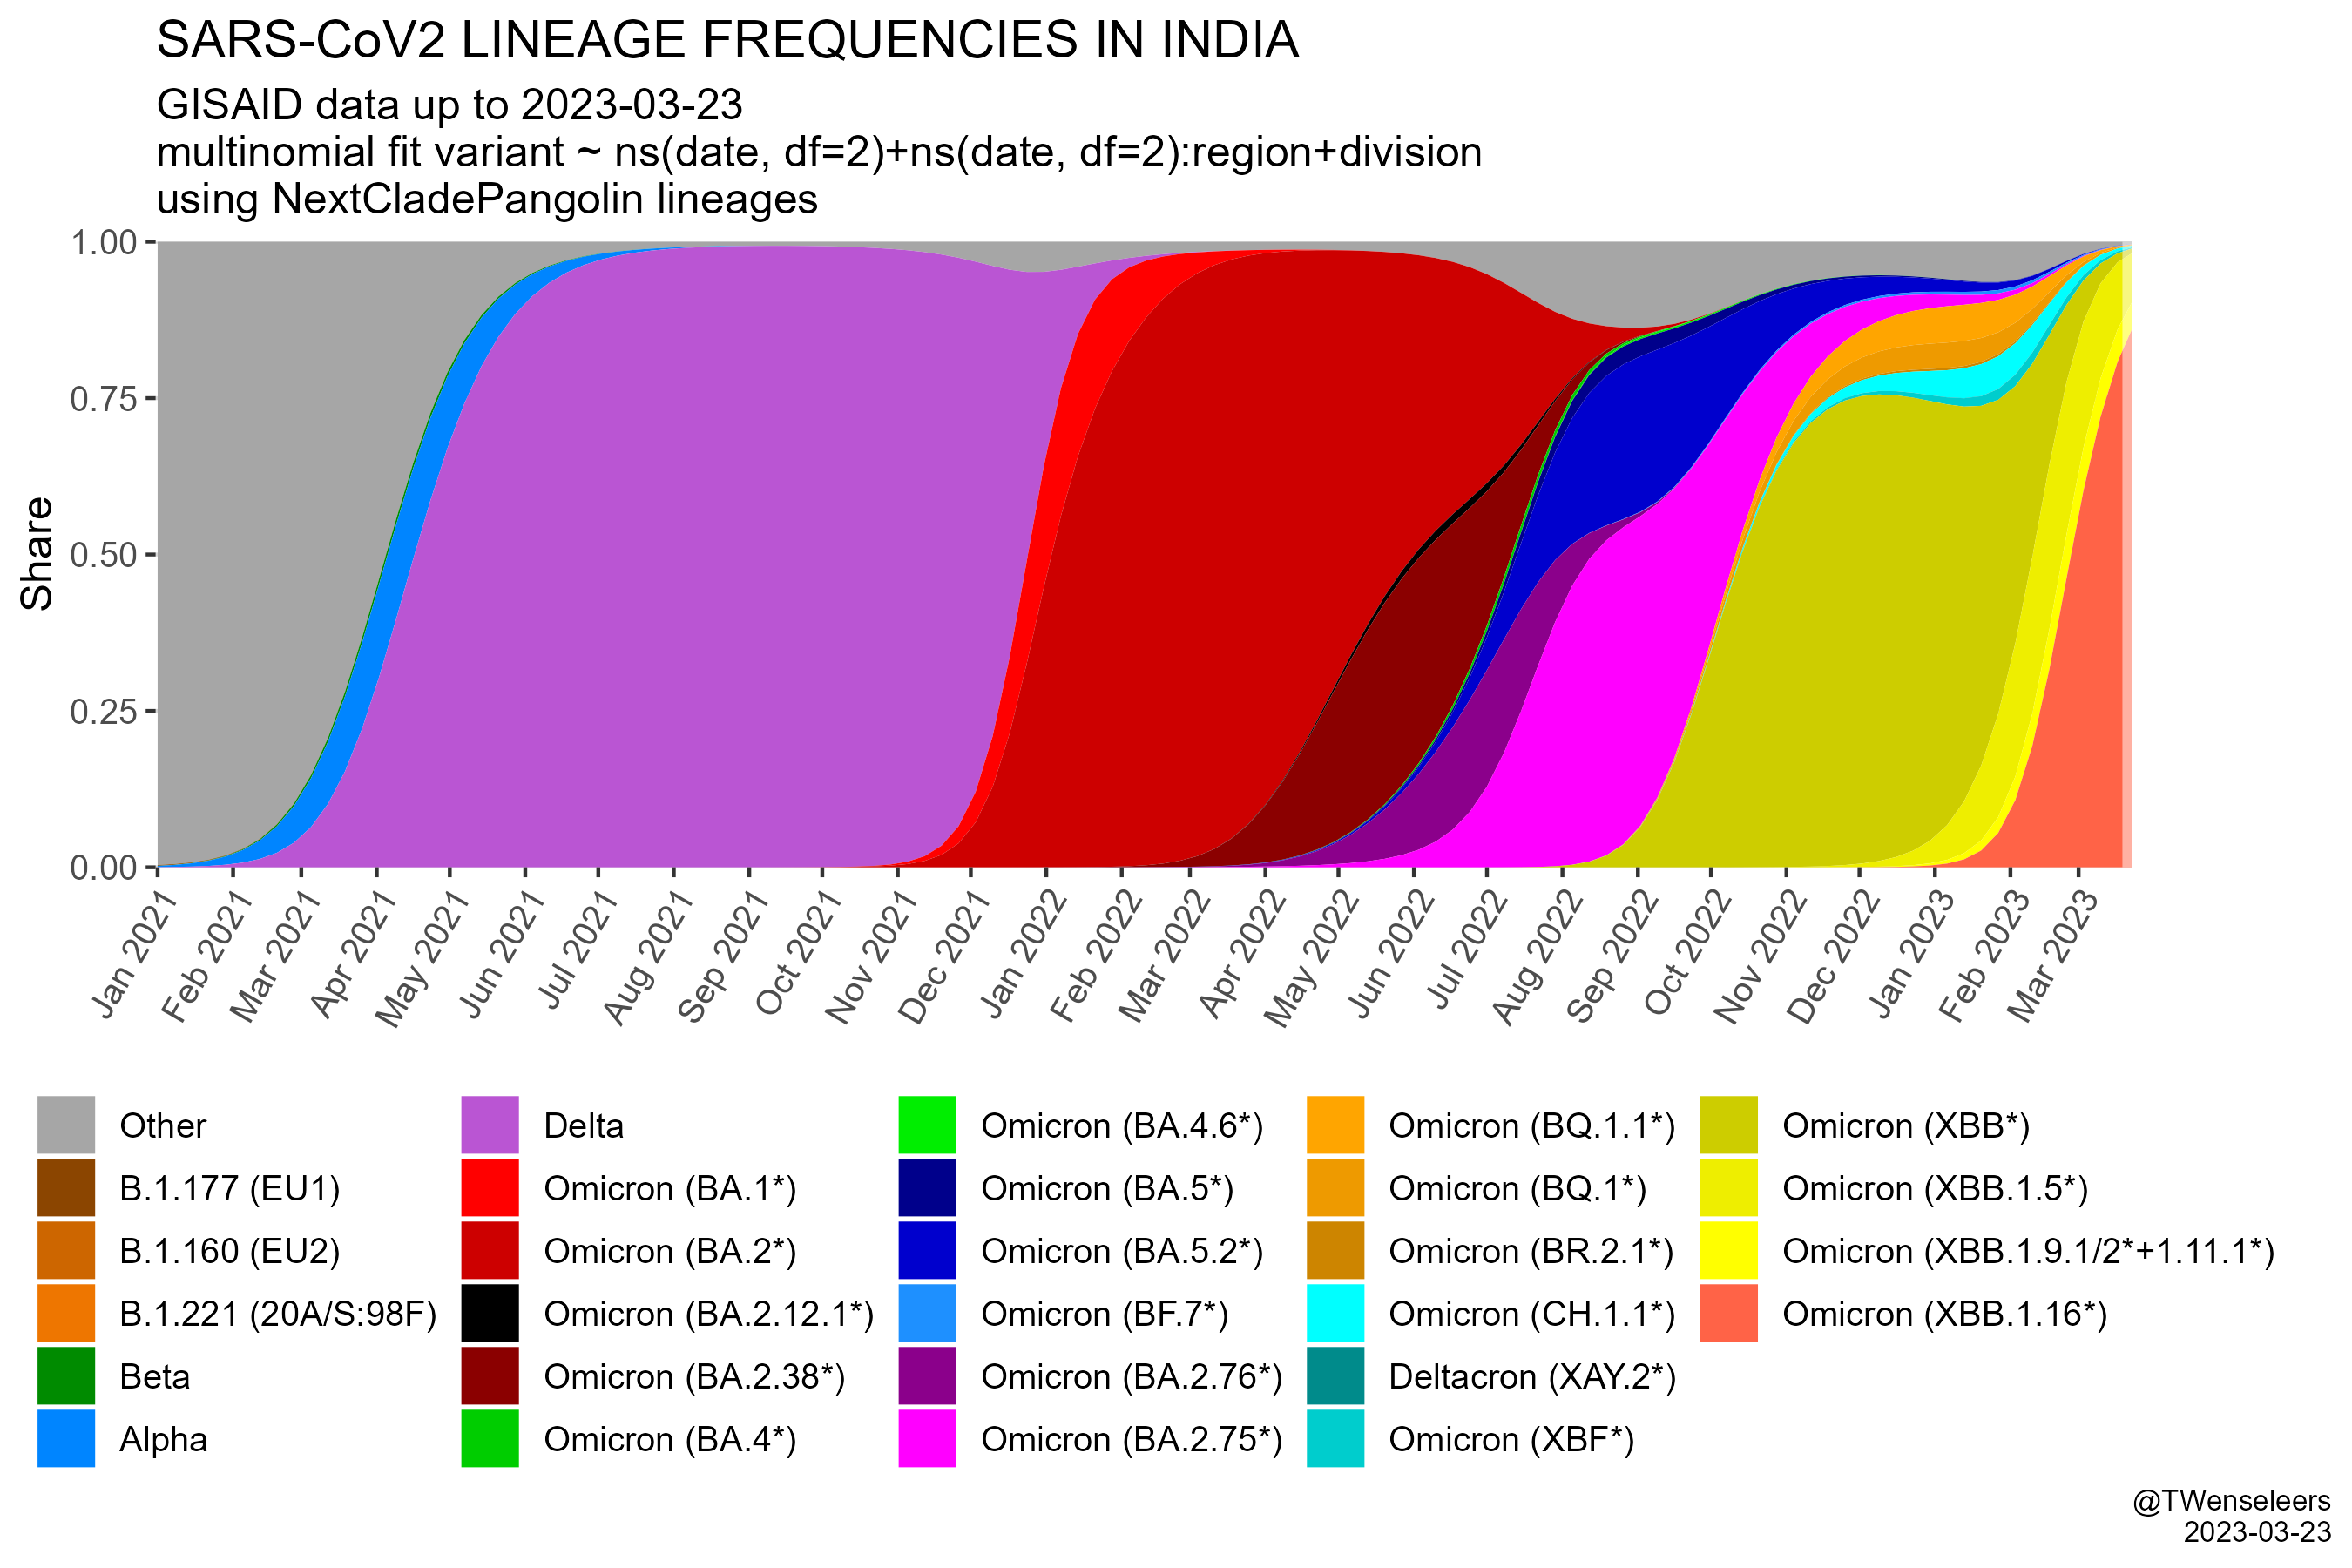 SARS-CoV2 LINEAGE FREQUENCIES IN INDIA
GISAID data up to 2023-03-23
multinomial fit variant ~ ns(date, df=2)+ns(date, df=2):region+division
using NextCladePangolin lineages
Share
1.00
0.75
0.50
0.25
0.00
Jan 2021
Feb 2021
Mar 2021
Apr 2021
May 2021
Jun 2021
Jul 2021
Aug 2021
Sep 2021
Oct 2021
Nov 2021
Dec 2021
Jan 2022
Feb 2022
Mar 2022
Apr 2022
May 2022
Jun 2022
Jul 2022
Aug 2022
Sep 2022
Oct 2022
Nov 2022
Dec 2022
Jan 2023
Feb 2023
Mar 2023
Other
B.1.177 (EU1)
B.1.160 (EU2)
B.1.221 (20A/S:98F)
Beta
Alpha
Delta
Omicron (BA.1*)
Omicron (BA.2*)
Omicron (BA.2.12.1*)
Omicron (BA.2.38*)
Omicron (BA.4*)
Omicron (BA.4.6*)
Omicron (BA.5*)
Omicron (BA.5.2*)
Omicron (BF.7*)
Omicron (BA.2.76*)
Omicron (BA.2.75*)
Omicron (BQ.1.1*)
Omicron (BQ.1*)
Omicron (BR.2.1*)
Omicron (CH.1.1*)
Deltacron (XAY.2*)
Omicron (XBF*)
Omicron (XBB*)
Omicron (XBB.1.5*)
Omicron (XBB.1.9.1/2*+1.11.1*)
Omicron (XBB.1.16*)
@TWenseleers
2023-03-23